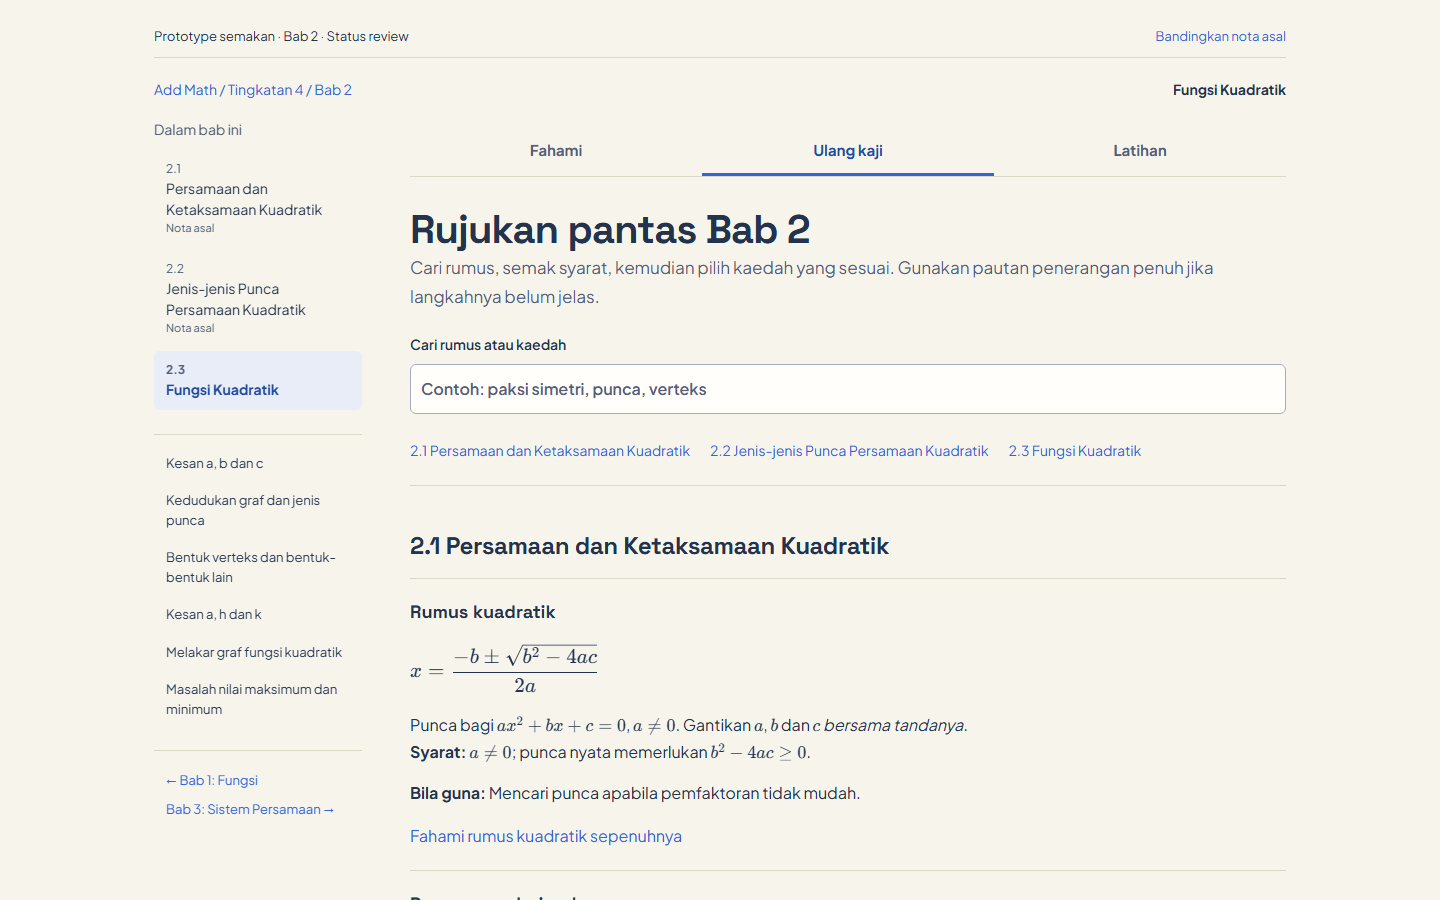 Prototype semakan · Bab 2 · Status review
Bandingkan nota asal
Add Math / Tingkatan 4 / Bab 2
Fungsi Kuadratik
Dalam bab ini
2.1
Persamaan dan
Ketaksamaan Kuadratik
Nota asal
2.2
Jenis-jenis Punca
Persamaan Kuadratik
Nota asal
2.3
Fungsi Kuadratik
Kesan a, b dan c
Kedudukan graf dan jenis
punca
Bentuk verteks dan bentuk-
bentuk lain
Kesan a, h dan k
Melakar graf fungsi kuadratik
Masalah nilai maksimum dan
minimum
← Bab 1: Fungsi
Bab 3: Sistem Persamaan →
Fahami
Ulang kaji
Latihan
Rujukan pantas Bab 2
Cari rumus, semak syarat, kemudian pilih kaedah yang sesuai. Gunakan pautan penerangan penuh jika
langkahnya belum jelas.
Cari rumus atau kaedah
Contoh: paksi simetri, punca, verteks
2.1 Persamaan dan Ketaksamaan Kuadratik
2.2 Jenis-jenis Punca Persamaan Kuadratik
2.3 Fungsi Kuadratik
2.1 Persamaan dan Ketaksamaan Kuadratik
Rumus kuadratik
x = (−b ± √(b² − 4ac)) / 2a
Punca bagi ax² + bx + c = 0, a ≠ 0. Gantikan a, b dan c bersama tandanya.
Syarat: a ≠ 0; punca nyata memerlukan b² − 4ac ≥ 0.
Bila guna: Mencari punca apabila pemfaktoran tidak mudah.
Fahami rumus kuadratik sepenuhnya